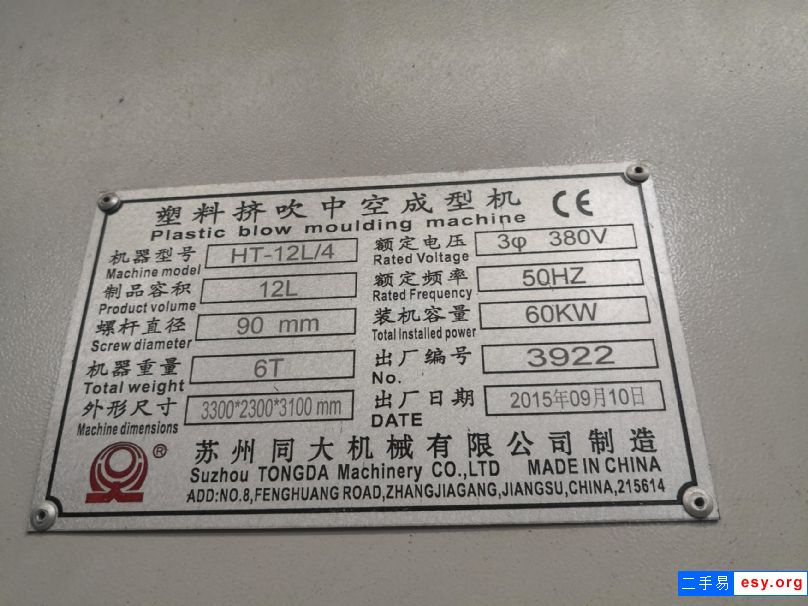 塑料挤吹中空成型机 CE
Plastic blow moulding machine
机器型号 HT-12L/4 额定电压 3φ 380V
Machine model Rated Voltage
制品容积 12L 额定频率 50HZ
Product volume Rated Frequency
螺杆直径 90 mm 装机容量 60KW
Screw diameter Total Installed power
机器重量 6T 出厂编号 3922
Total weight No.
外形尺寸 3300*2300*3100 mm 出厂日期 2015年09月10日
Machine dimensions DATE
® 苏州同大机械有限公司制造
Suzhou TONGDA Machinery CO.,LTD MADE IN CHINA
ADD:NO.8,FENGHUANG ROAD,ZHANGJIAGANG,JIANGSU,CHINA,215614
二手易 esy.org